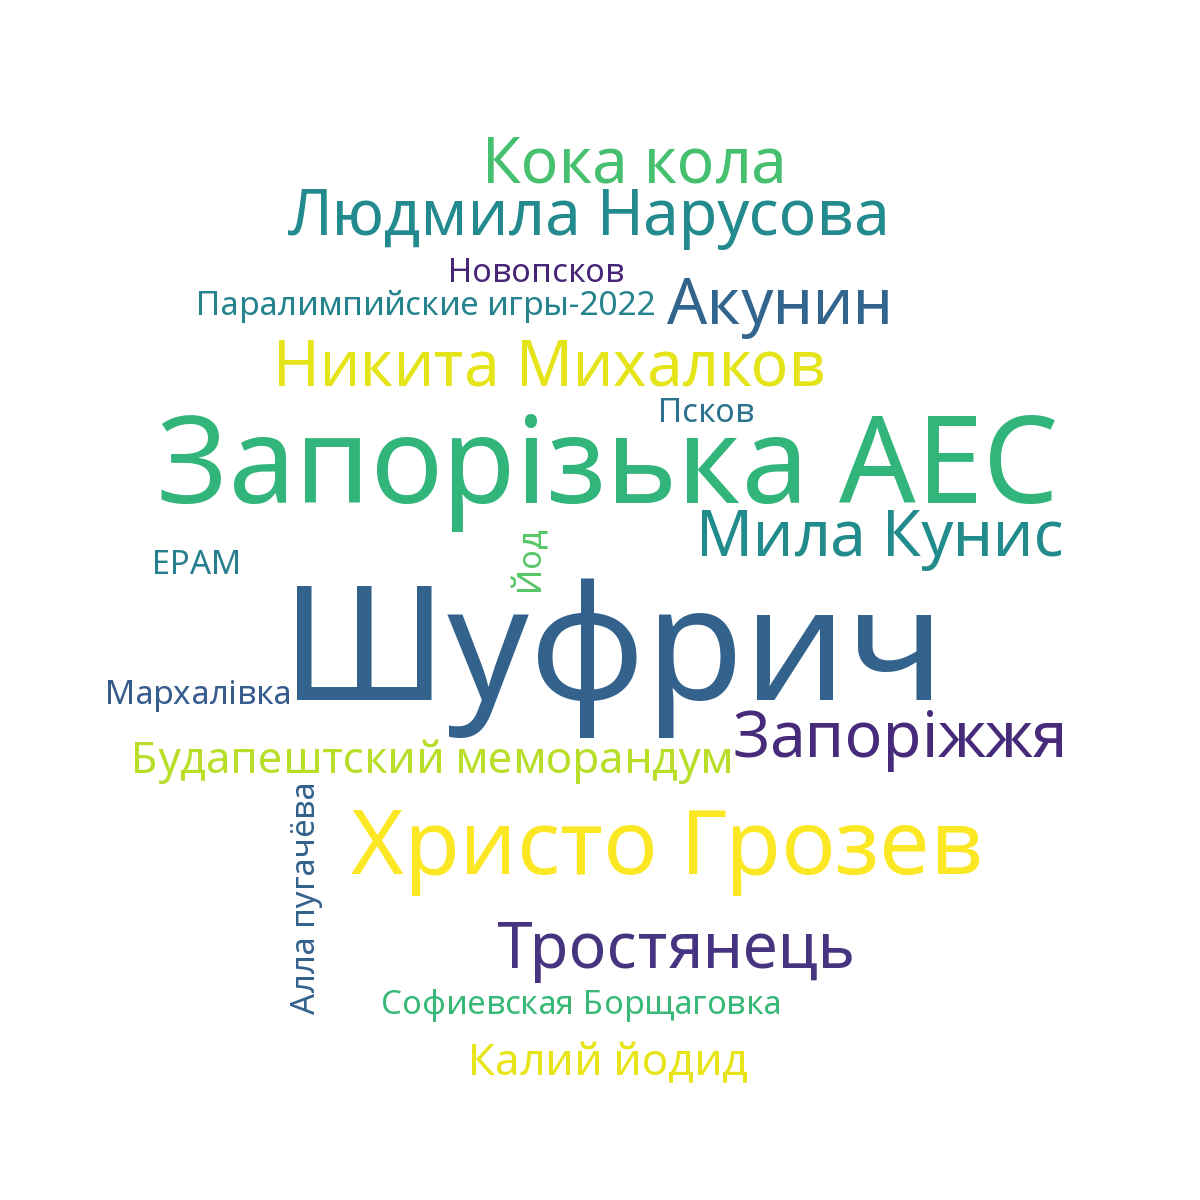 Кока кола
Людмила Нарусова
Новопсков
Паралимпийские игры-2022
Акунин
Никита Михалков
Псков
Запорізька АЕС
Мила Кунис
Йод
EPAM
Шуфрич
Мархалівка
Запоріжжя
Будапештский меморандум
Алла пугачёва
Христо Грозев
Тростянець
Софиевская Борщаговка
Калий йодид